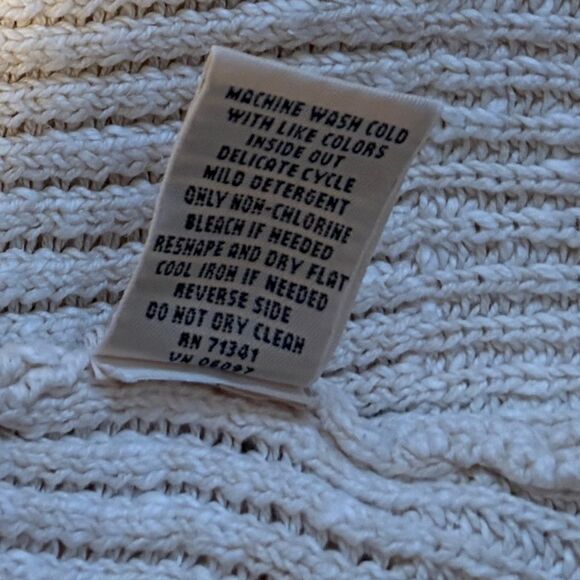 MACHINE WASH COLD
WITH LIKE COLORS
INSIDE OUT
DELICATE CYCLE
MILD DETERGENT
ONLY NON-CHLORINE
BLEACH IF NEEDED
RESHAPE AND DRY FLAT
COOL IRON IF NEEDED
REVERSE SIDE
DO NOT DRY CLEAN
RN 71341
VN